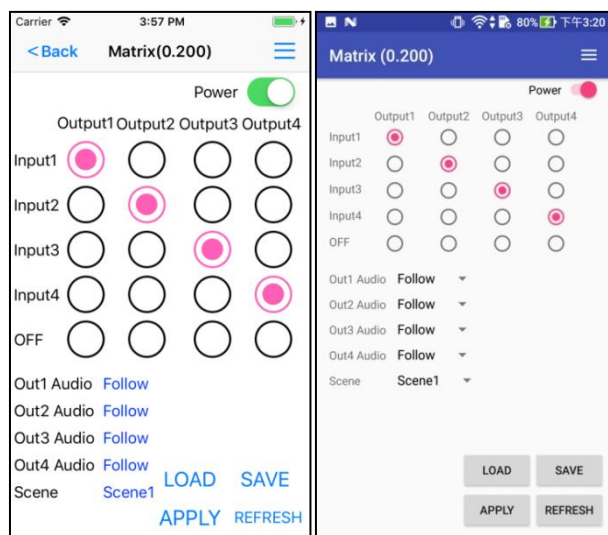 Carrier 3:57 PM
<Back Matrix(0.200)
Power
Output1 Output2 Output3 Output4
Input1
Input2
Input3
Input4
OFF
Out1 Audio Follow
Out2 Audio Follow
Out3 Audio Follow
Out4 Audio Follow
Scene Scene1
LOAD SAVE
APPLY REFRESH
80% 下午3:20
Matrix (0.200)
Power
Output1 Output2 Output3 Output4
Input1
Input2
Input3
Input4
OFF
Out1 Audio Follow
Out2 Audio Follow
Out3 Audio Follow
Out4 Audio Follow
Scene Scene1
LOAD SAVE
APPLY REFRESH